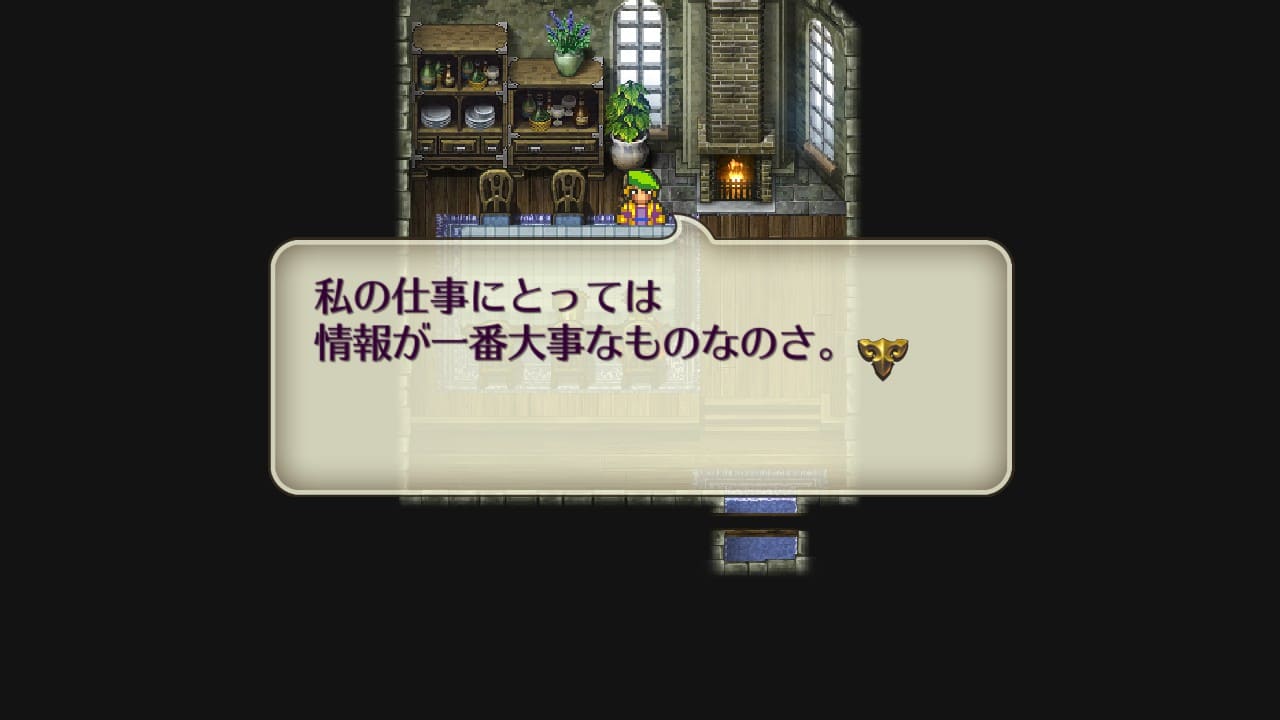 私の仕事にとっては
情報が一番大事なものなのさ。